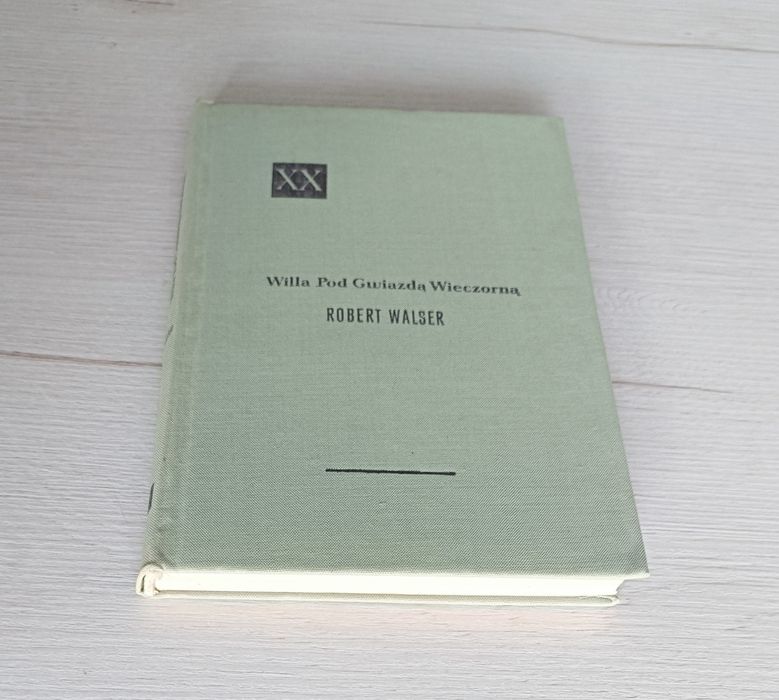 XX
Willa Pod Gwiazdą Wieczorną
ROBERT WALSER